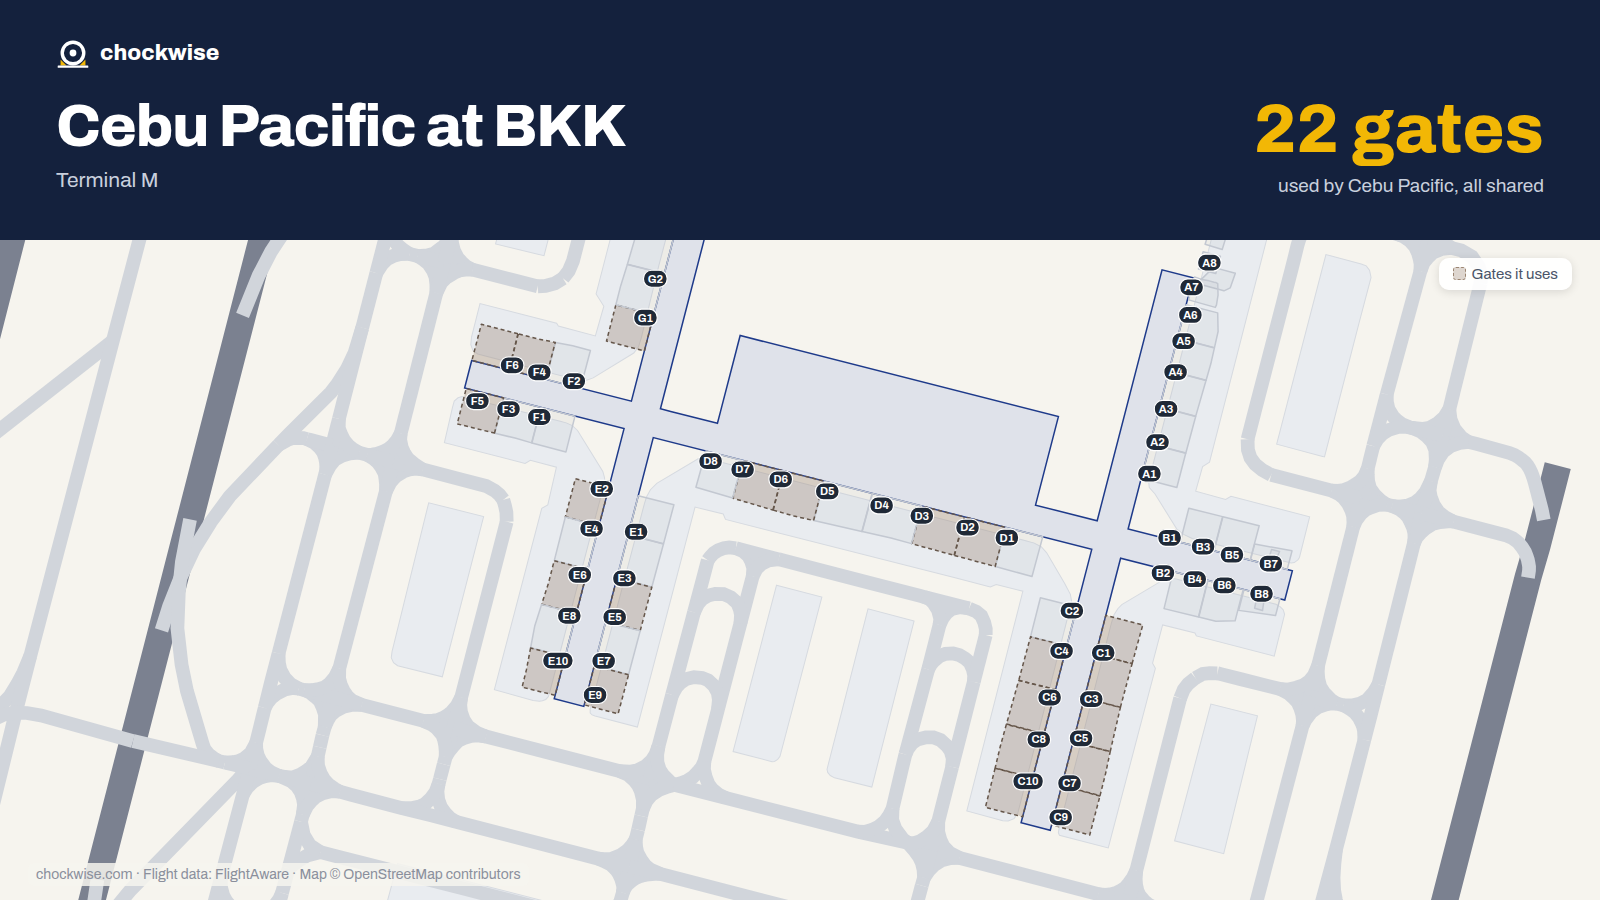 chockwise
Cebu Pacific at BKK
Terminal M
22 gates
used by Cebu Pacific, all shared
Gates it uses
A8
A7
A6
A5
A4
A3
A2
A1
G2
G1
F6
F4
F2
F5
F3
F1
D8
D7
D6
D5
D4
D3
D2
D1
E2
E4
E1
E6
E3
E8
E5
E10
E7
E9
B1
B3
B5
B7
B2
B4
B6
B8
C2
C4
C1
C6
C3
C8
C5
C10
C7
C9
chockwise.com · Flight data: FlightAware · Map © OpenStreetMap contributors